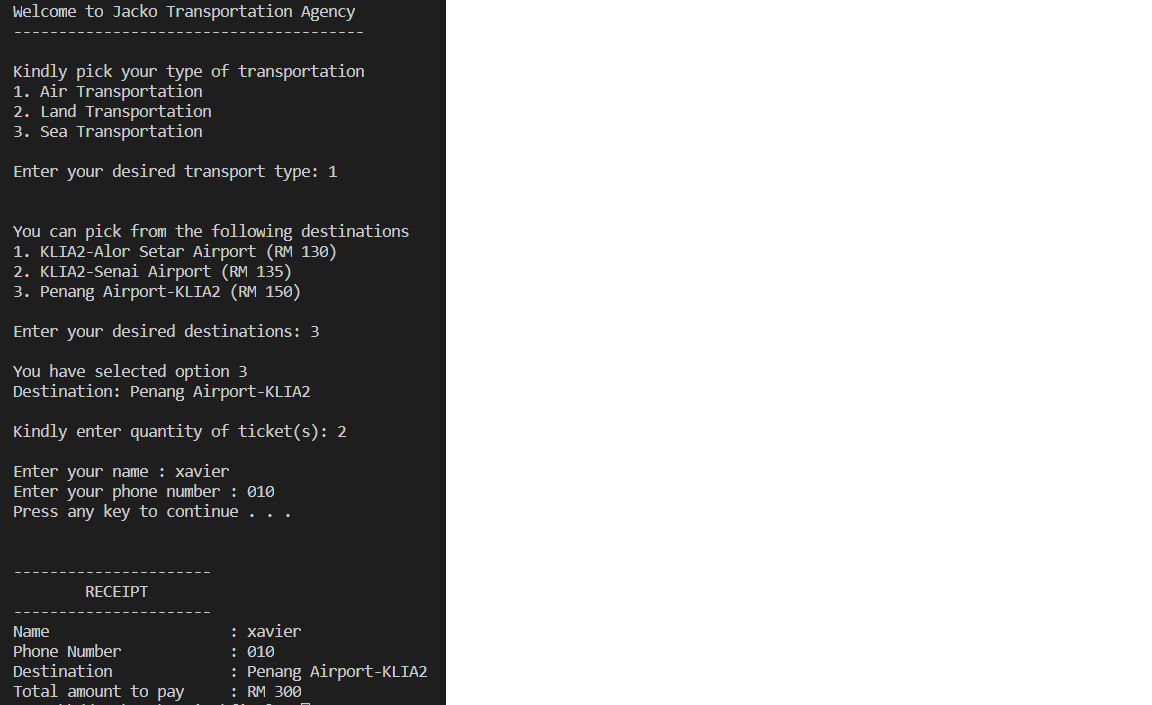 Welcome to Jacko Transportation Agency
---------------------------------------
Kindly pick your type of transportation
1. Air Transportation
2. Land Transportation
3. Sea Transportation
Enter your desired transport type: 1
You can pick from the following destinations
1. KLIA2-Alor Setar Airport (RM 130)
2. KLIA2-Senai Airport (RM 135)
3. Penang Airport-KLIA2 (RM 150)
Enter your desired destinations: 3
You have selected option 3
Destination: Penang Airport-KLIA2
Kindly enter quantity of ticket(s): 2
Enter your name : xavier
Enter your phone number : 010
Press any key to continue . . .
----------------------
RECEIPT
----------------------
Name : xavier
Phone Number : 010
Destination : Penang Airport-KLIA2
Total amount to pay : RM 300